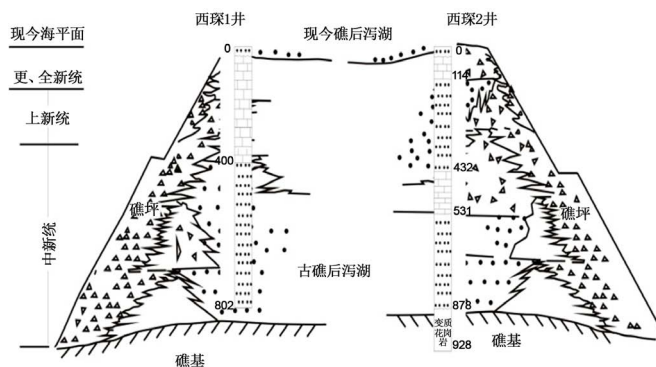 西琛1井
西琛2井
现今海平面
0
现今礁后泻湖
0
更、全新统
114
上新统
400
432
礁坪
531
礁坪
中新统
古礁后泻湖
802
878
变质
花岗
岩
928
礁基
礁基